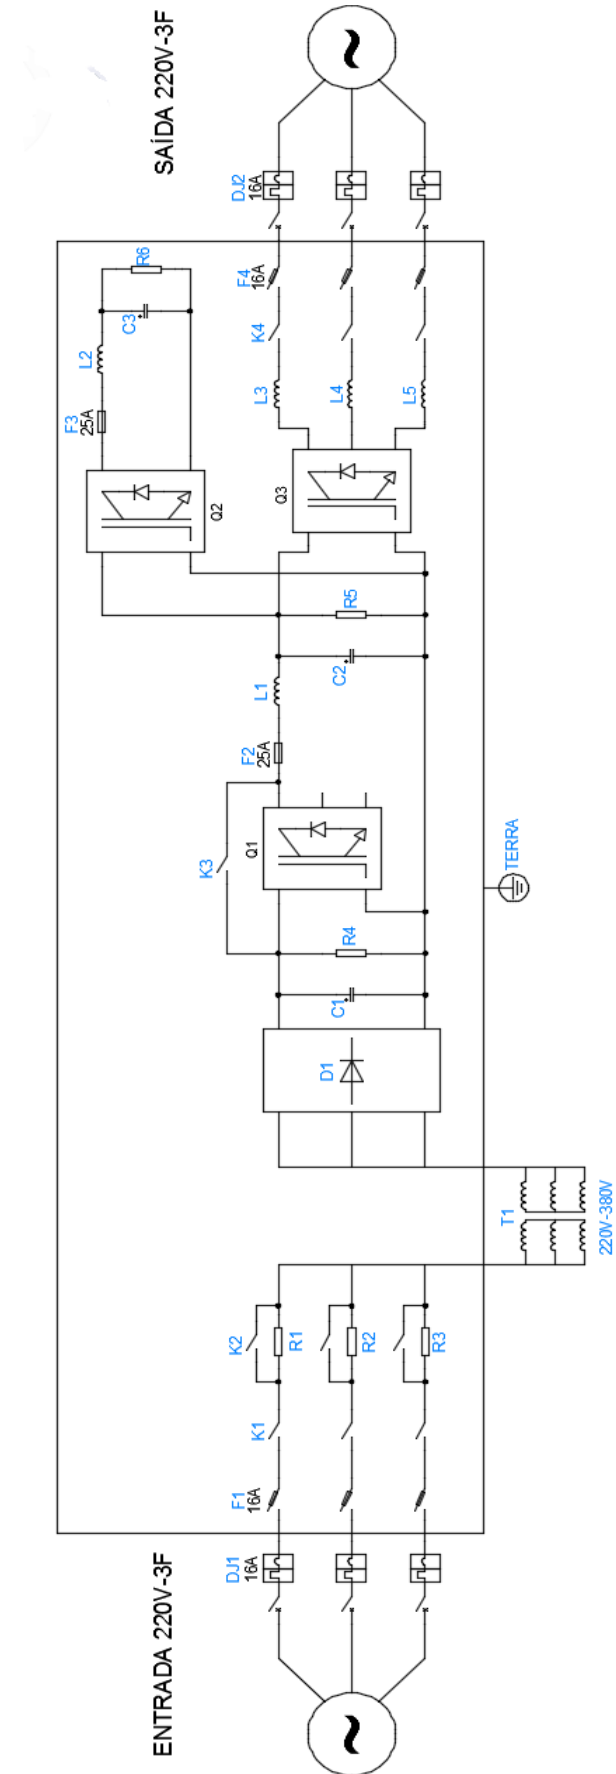 ENTRADA 220V-3F
DJ1
16A
F1
16A
K1
K2
R1
R2
R3
T1
220V-380V
D1
C1
R4
TERRA
K3
Q1
F2
25A
L1
C2
R5
Q2
F3
25A
L2
C3
R6
Q3
L3
L4
L5
K4
F4
16A
DJ2
16A
SAÍDA 220V-3F